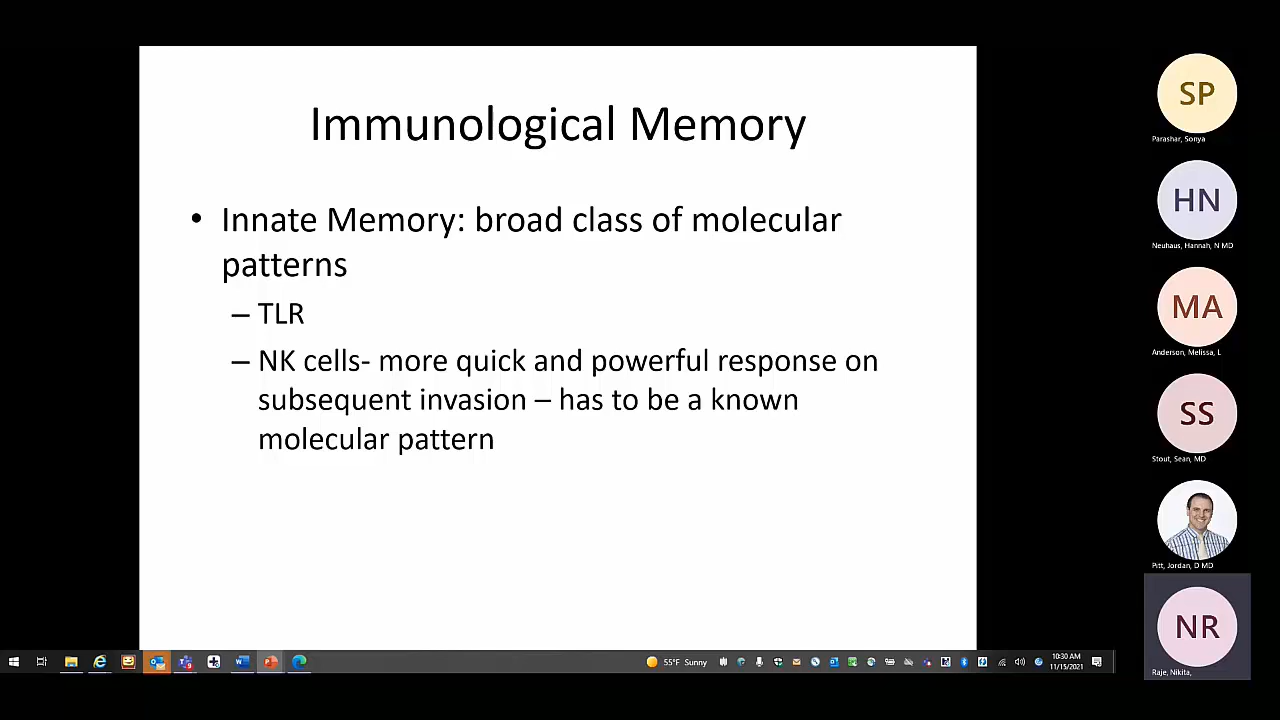 Immunological Memory
• Innate Memory: broad class of molecular
patterns
– TLR
– NK cells- more quick and powerful response on
subsequent invasion – has to be a known
molecular pattern
SP
Parashar, Sonya
HN
Neuhaus, Hannah, N MD
MA
Anderson, Melissa, L
SS
Stout, Sean, MD
Pitt, Jordan, D MD
NR
Raje, Nikita,
55°F Sunny
10:30 AM
11/15/2021